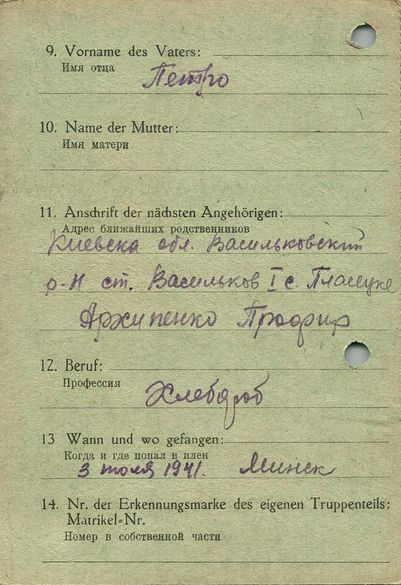 9. Vorname des Vaters:
Имя отца
Петро
10. Name der Mutter:
Имя матери
11. Anschrift der nächsten Angehörigen:
Адрес ближайших родственников
Киевска обл. Васильковский
р-н ст. Васильков I с.
Архипенко
12. Beruf:
Профессия
Хлебороб
13 Wann und wo gefangen:
Когда и где попал в плен
3 июля 1941. Минск
14. Nr. der Erkennungsmarke des eigenen Truppenteils:
Matrikel-Nr.
Номер в собственной части